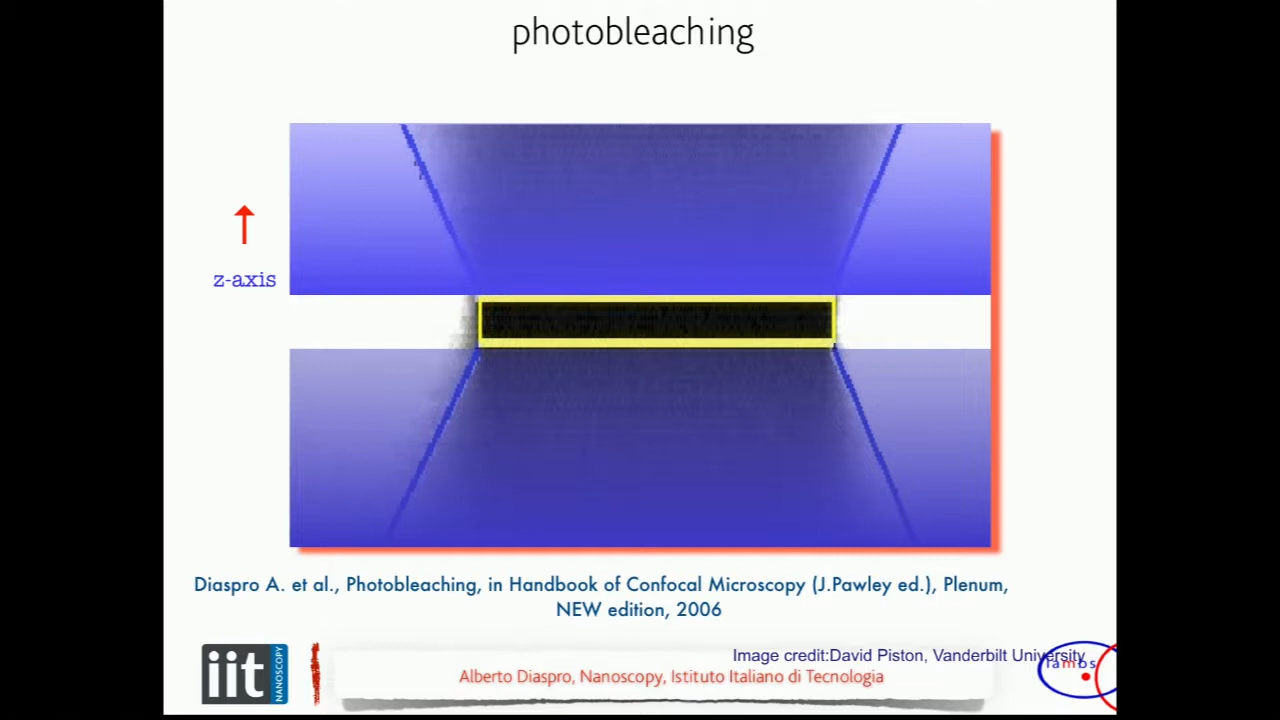 photobleaching
z-axis
Diaspro A. et al., Photobleaching, in Handbook of Confocal Microscopy (J.Pawley ed.), Plenum,
NEW edition, 2006
iit
NANOSCOPY
Image credit:David Piston, Vanderbilt University
Alberto Diaspro, Nanoscopy, Istituto Italiano di Tecnologia
lambs